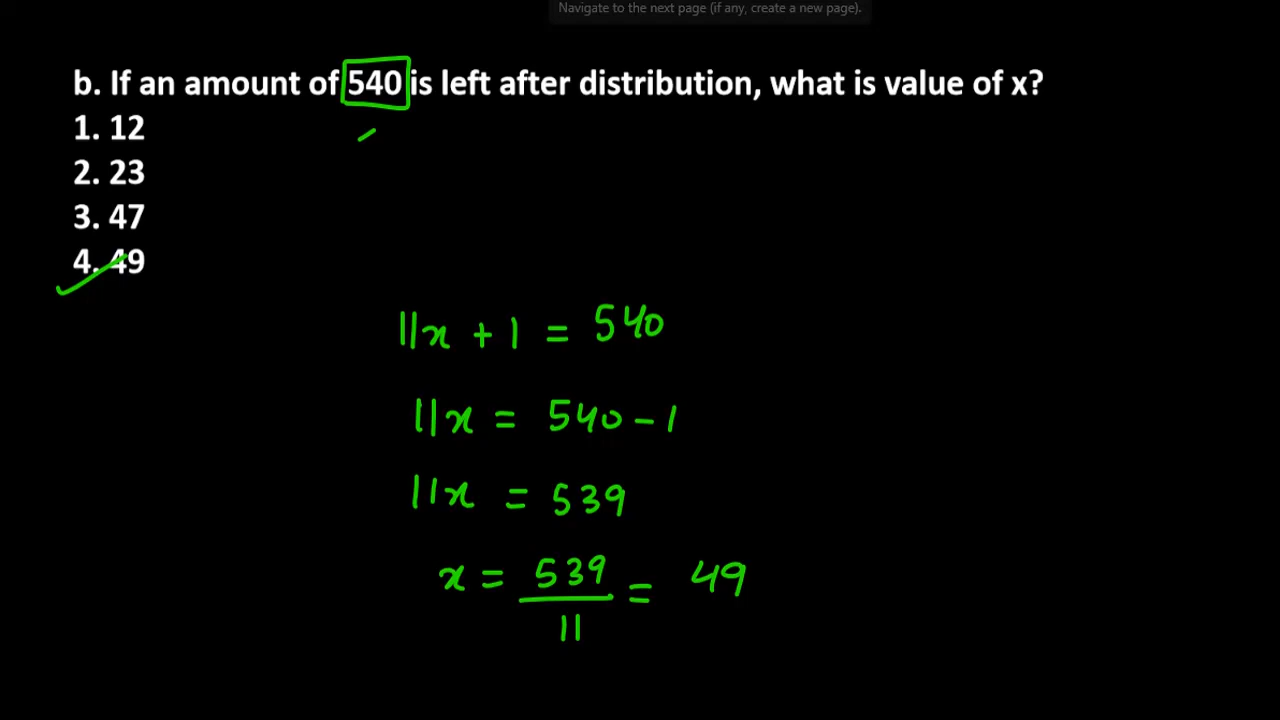 Navigate to the next page (if any, create a new page).
b. If an amount of 540 is left after distribution, what is value of x?
1. 12
2. 23
3. 47
4. 49
11x + 1 = 540
11x = 540 - 1
11x = 539
x = 539/11 = 49